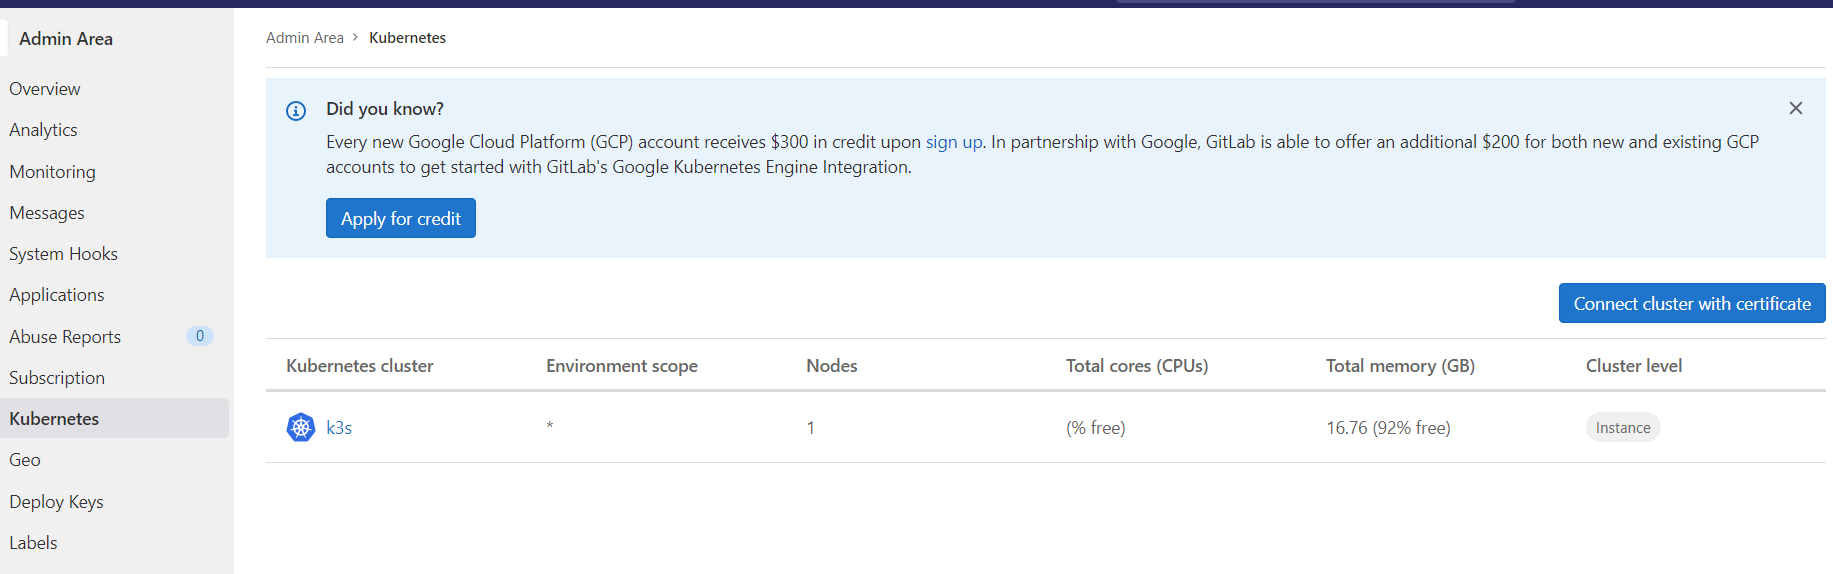 Admin Area
Overview
Analytics
Monitoring
Messages
System Hooks
Applications
Abuse Reports 0
Subscription
Kubernetes
Geo
Deploy Keys
Labels
Admin Area > Kubernetes
Did you know?
Every new Google Cloud Platform (GCP) account receives $300 in credit upon sign up. In partnership with Google, GitLab is able to offer an additional $200 for both new and existing GCP
accounts to get started with GitLab's Google Kubernetes Engine Integration.
Apply for credit
Connect cluster with certificate
Kubernetes cluster Environment scope Nodes Total cores (CPUs) Total memory (GB) Cluster level
k3s * 1 (% free) 16.76 (92% free) Instance